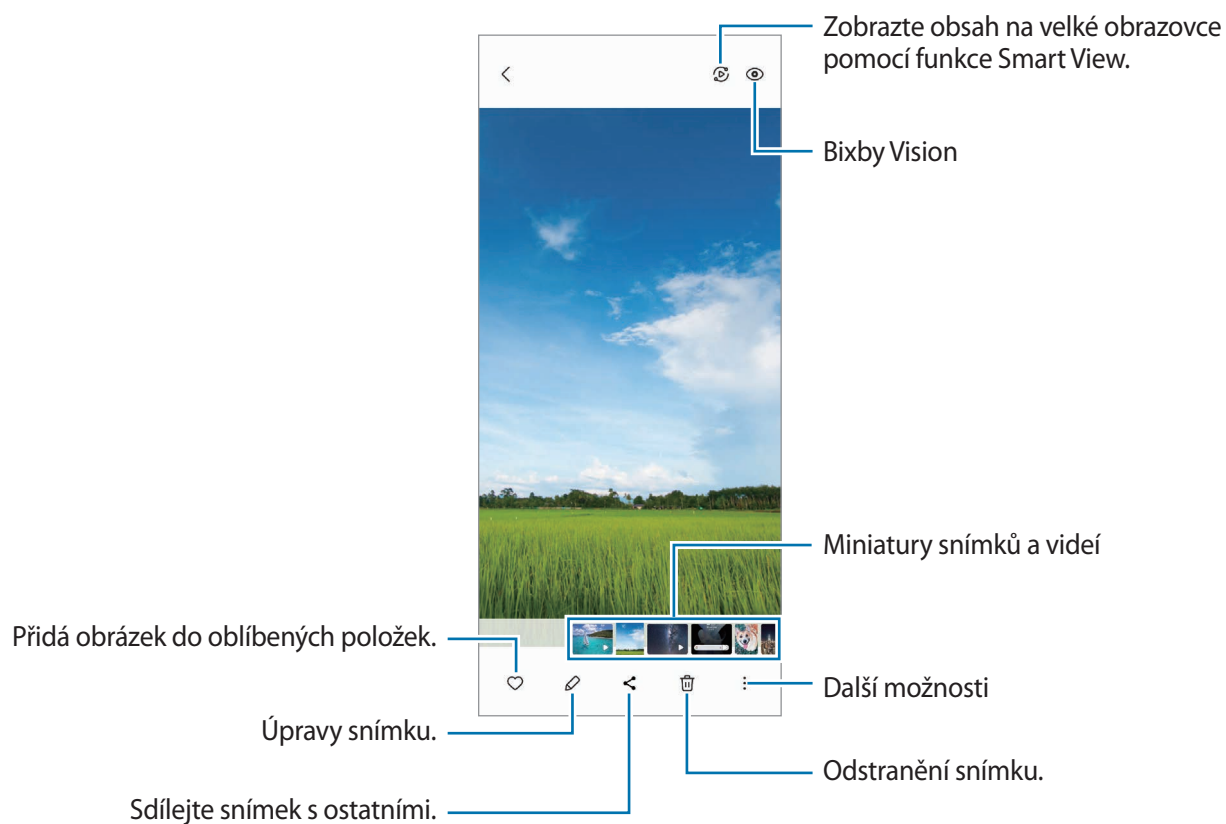 Zobrazte obsah na velké obrazovce
pomocí funkce Smart View.
Bixby Vision
Miniatury snímků a videí
Přidá obrázek do oblíbených položek.
Další možnosti
Úpravy snímku.
Odstranění snímku.
Sdílejte snímek s ostatními.